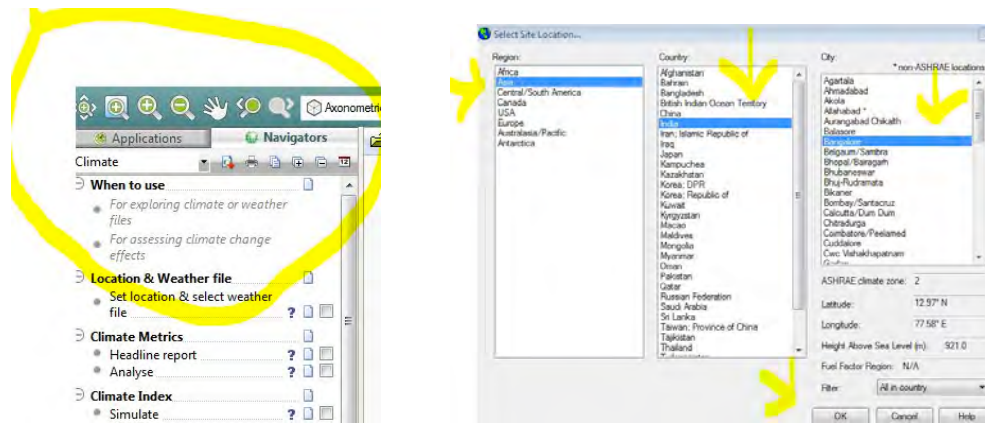 Axonometric
Applications
Navigators
Climate
When to use
For exploring climate or weather
files
For assessing climate change
effects
Location & Weather file
Set location & select weather
file
?
Climate Metrics
Headline report
?
Analyse
?
Climate Index
Simulate
?
Select Site Location...
Region:
Africa
Asia
Central/South America
Canada
USA
Europe
Australasia/Pacific
Antarctica
Country:
Afghanistan
Bahrain
Bangladesh
British Indian Ocean Territory
China
India
Iran, Islamic Republic of
Iraq
Japan
Kampuchea
Kazakhstan
Korea; DPR
Korea; Republic of
Kuwait
Kyrgyzstan
Macao
Maldives
Mongolia
Myanmar
Oman
Pakistan
Qatar
Russian Federation
Saudi Arabia
Sri Lanka
Taiwan; Province of China
Tajikistan
Thailand
City:
* non-ASHRAE locations
Agartala
Ahmadabad
Akola
Allahabad *
Aurangabad Chikalth
Balasore
Bangalore
Belgaum/Sambra
Bhopal/Bairagarh
Bhubaneswar
Bhuj-Rudramata
Bikaner
Bombay/Santacruz
Calcutta/Dum Dum
Chitradurga
Coimbatore/Peelamed
Cuddalore
Cwc Vishakhapatnam
ASHRAE climate zone: 2
Latitude: 12.97° N
Longitude: 77.58° E
Height Above Sea Level (m): 921.0
Fuel Factor Region: N/A
Filter: All in country
OK
Cancel
Help